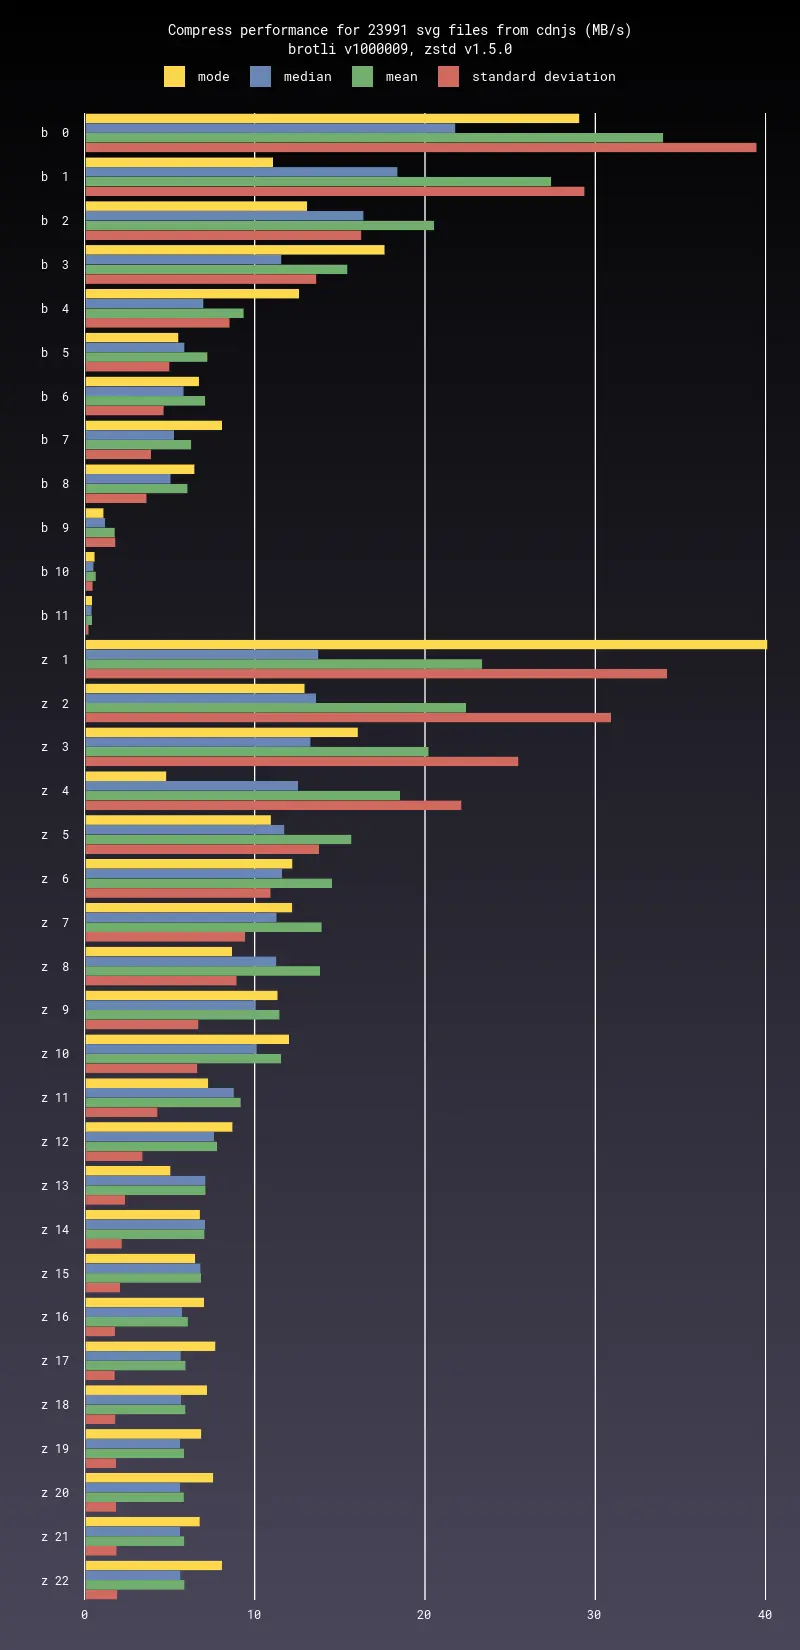 Compress performance for 23991 svg files from cdnjs (MB/s)
brotli v1000009, zstd v1.5.0
mode median mean standard deviation
b 0
b 1
b 2
b 3
b 4
b 5
b 6
b 7
b 8
b 9
b 10
b 11
z 1
z 2
z 3
z 4
z 5
z 6
z 7
z 8
z 9
z 10
z 11
z 12
z 13
z 14
z 15
z 16
z 17
z 18
z 19
z 20
z 21
z 22
0 10 20 30 40